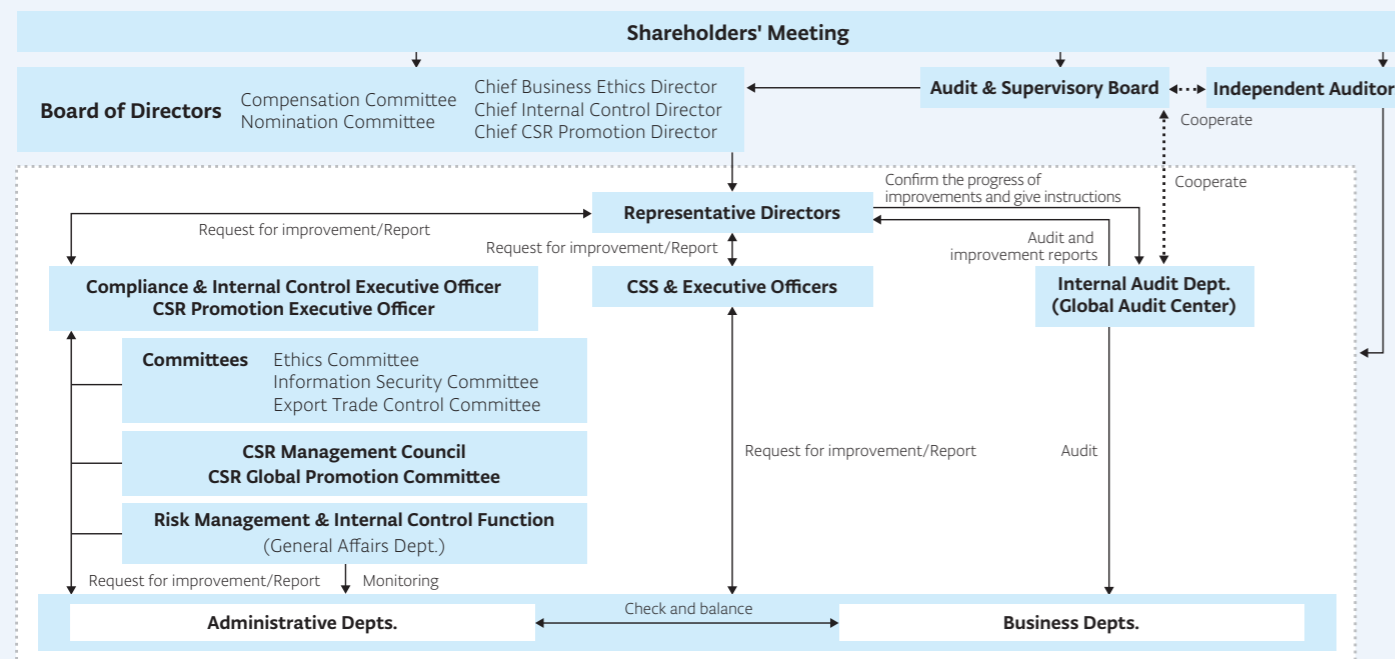 Shareholders' Meeting
Board of Directors
Compensation Committee
Nomination Committee
Chief Business Ethics Director
Chief Internal Control Director
Chief CSR Promotion Director
Audit & Supervisory Board
Independent Auditor
Cooperate
Cooperate
Confirm the progress of
improvements and give instructions
Representative Directors
Request for improvement/Report
Request for improvement/Report
Audit and
improvement reports
Compliance & Internal Control Executive Officer
CSR Promotion Executive Officer
CSS & Executive Officers
Internal Audit Dept.
(Global Audit Center)
Committees
Ethics Committee
Information Security Committee
Export Trade Control Committee
CSR Management Council
CSR Global Promotion Committee
Request for improvement/Report
Audit
Risk Management & Internal Control Function
(General Affairs Dept.)
Request for improvement/Report
Monitoring
Administrative Depts.
Check and balance
Business Depts.